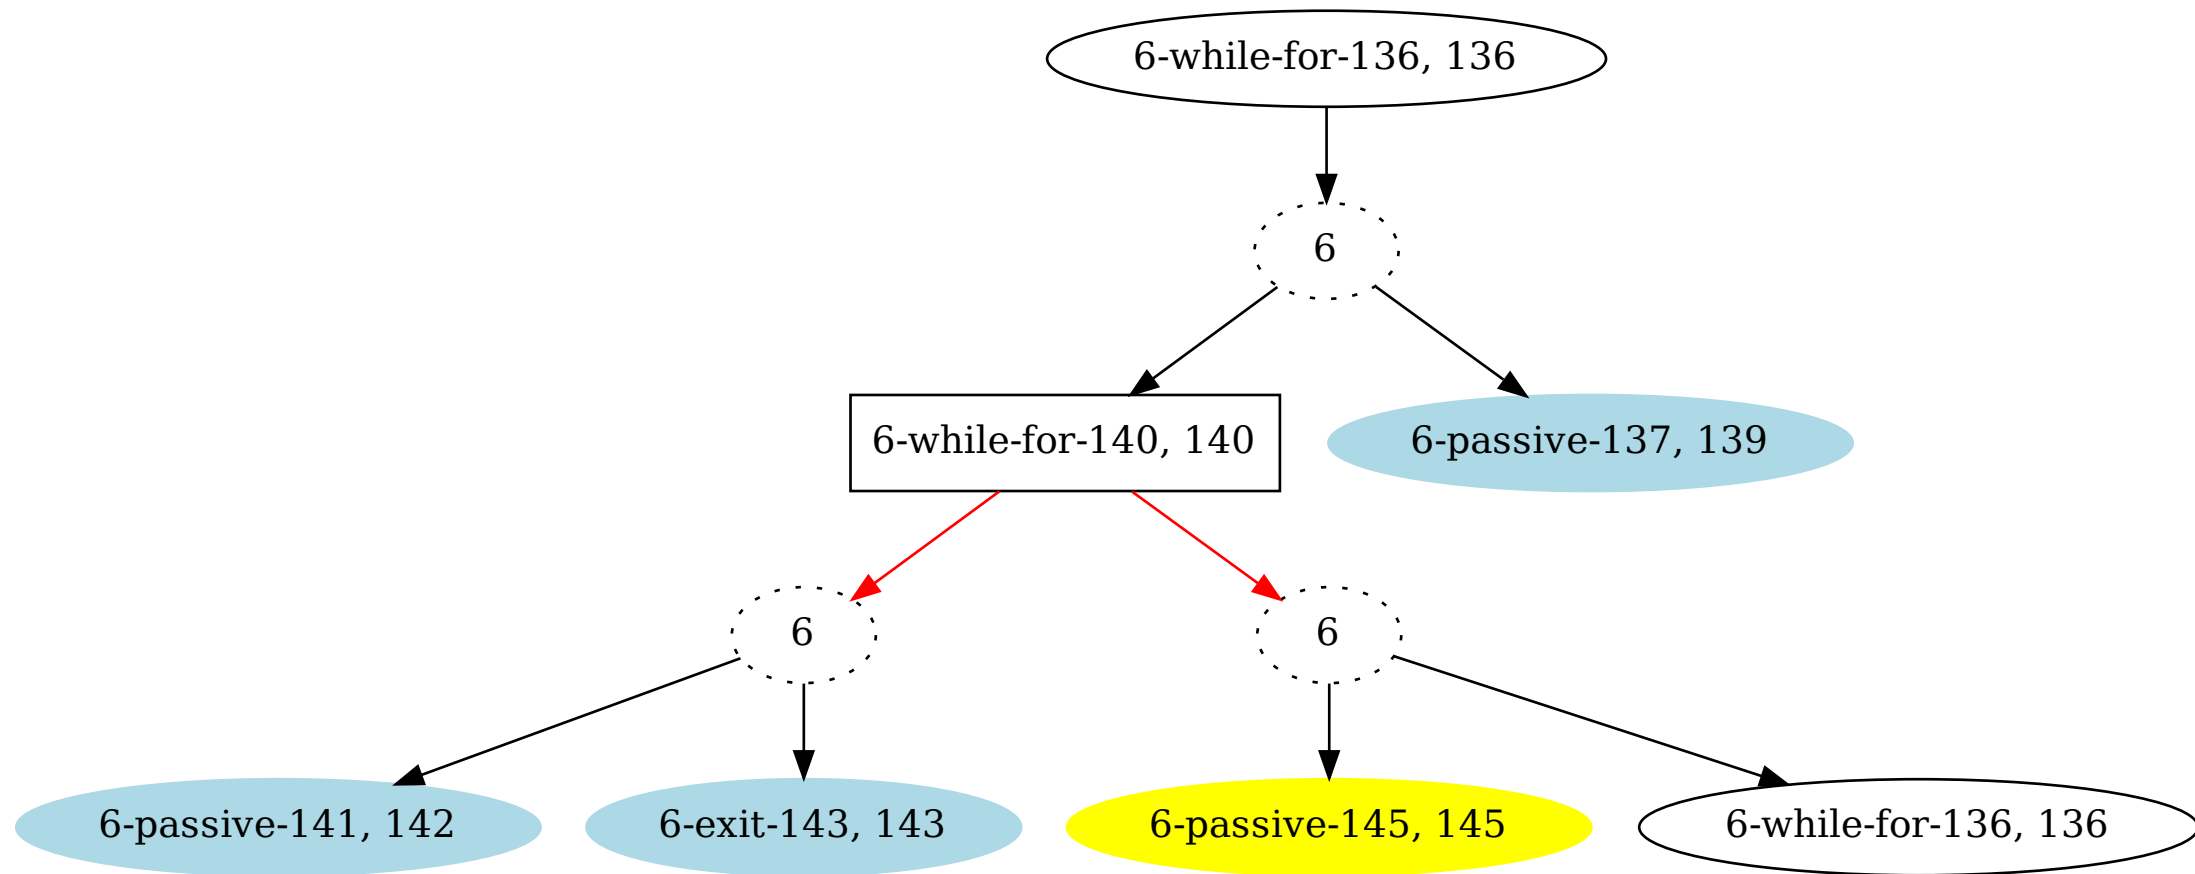 6-while-for-136, 136
6
6-while-for-140, 140
6-passive-137, 139
6
6
6-passive-141, 142
6-exit-143, 143
6-passive-145, 145
6-while-for-136, 136